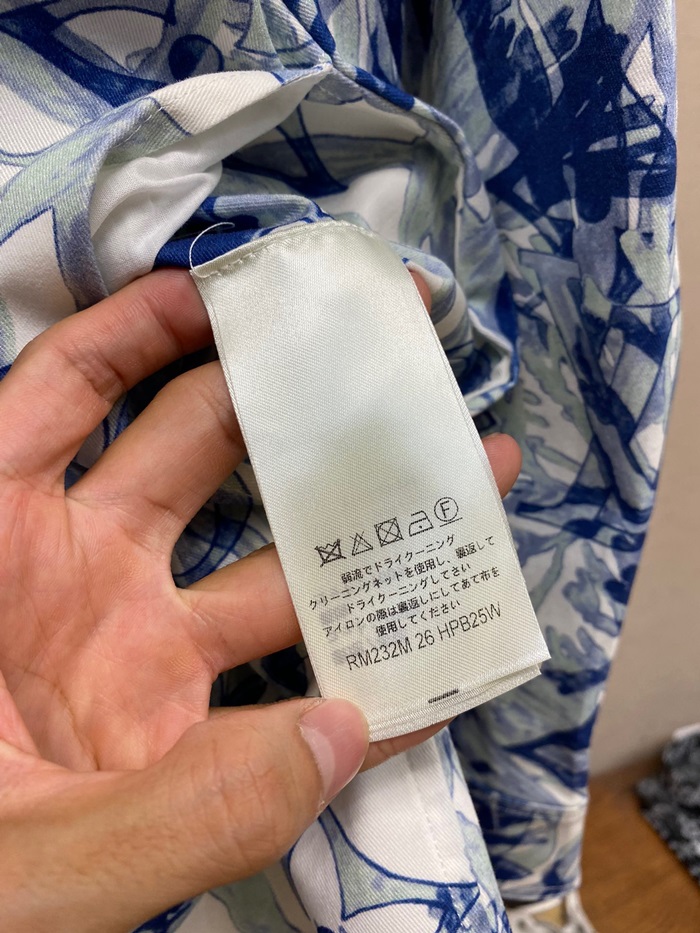 弱流でドライクーニング
クリーニングネットを使用し、裏返して
ドライクーニングしてさい
アイロンの際は裏返しにしてあて布を
使用してください
RM232M 26 HPB25W